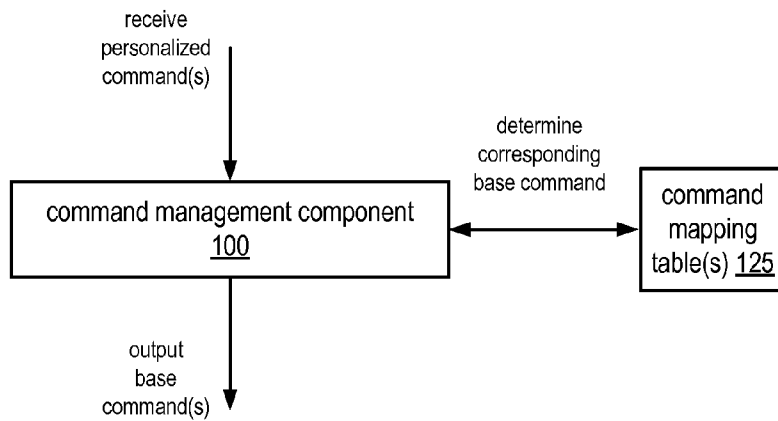 receive
personalized
command(s)
determine
corresponding
base command
command management component
100
command
mapping
table(s) 125
output
base
command(s)